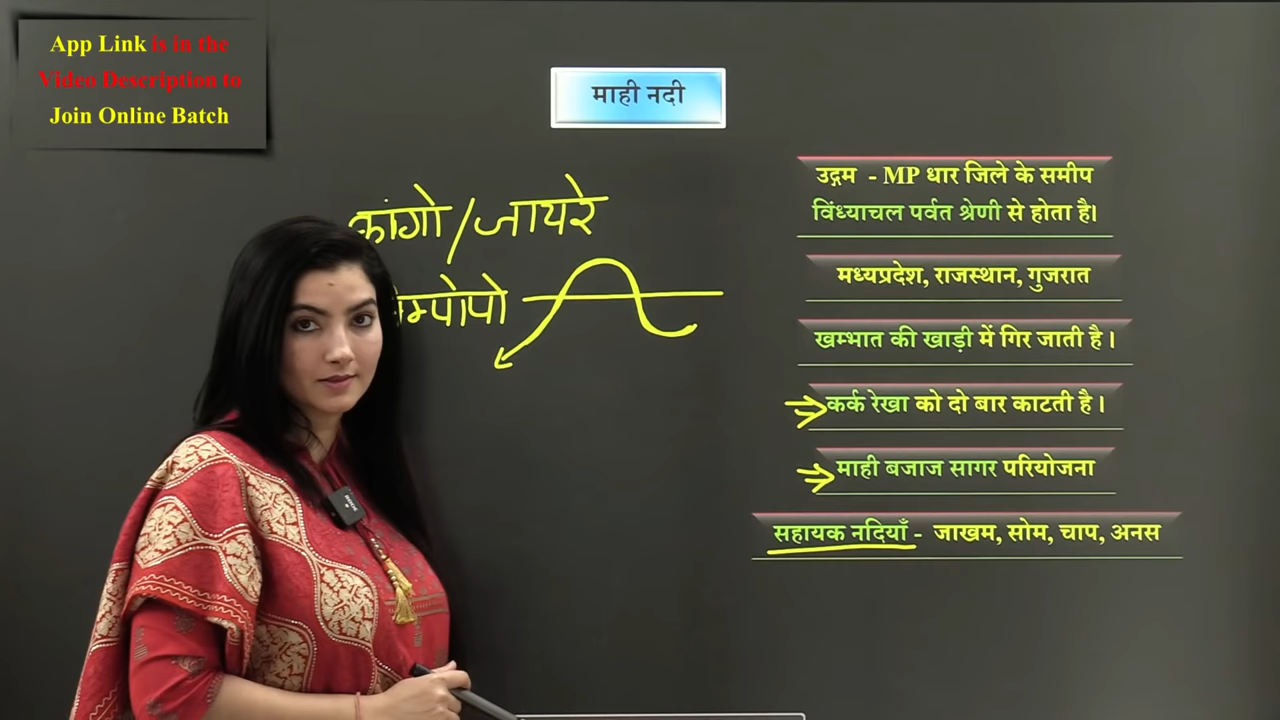 App Link is in the
Video Description to
Join Online Batch
माही नदी
कांगो/जायरे
उद्गम - MP धार जिले के समीप
विंध्याचल पर्वत श्रेणी से होता है।
मध्यप्रदेश, राजस्थान, गुजरात
खम्भात की खाड़ी में गिर जाती है।
कर्क रेखा को दो बार काटती है।
माही बजाज सागर परियोजना
सहायक नदियाँ - जाखम, सोम, चाप, अनस